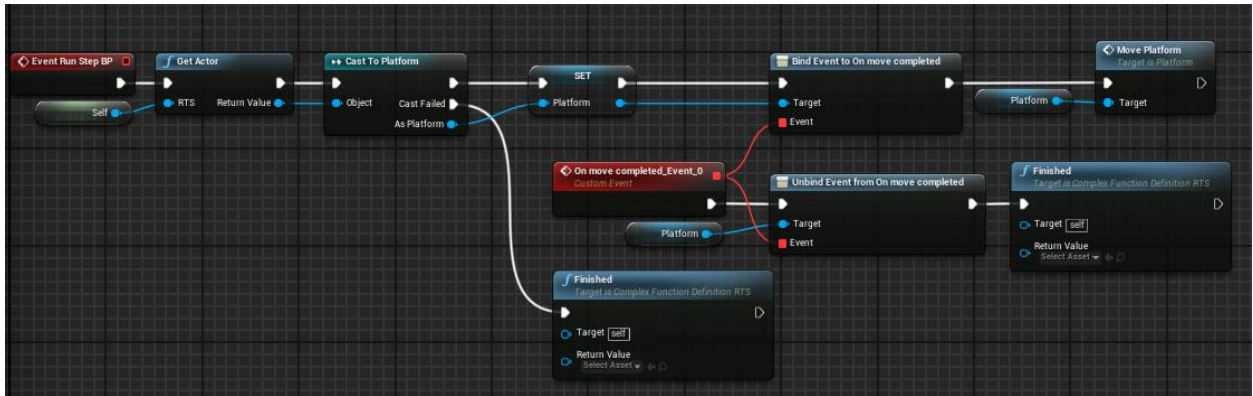 Event Run Step BP
Self
Get Actor
RTS Return Value
Cast To Platform
Object Cast Failed
As Platform
SET
Platform
Bind Event to On move completed
Target
Event
Move Platform
Target is Platform
Platform
Target
On move completed_Event_0
Custom Event
Platform
Unbind Event from On move completed
Target
Event
Finished
Target is Complex Function Definition RTS
Target self
Return Value
Select Asset
Finished
Target is Complex Function Definition RTS
Target self
Return Value
Select Asset